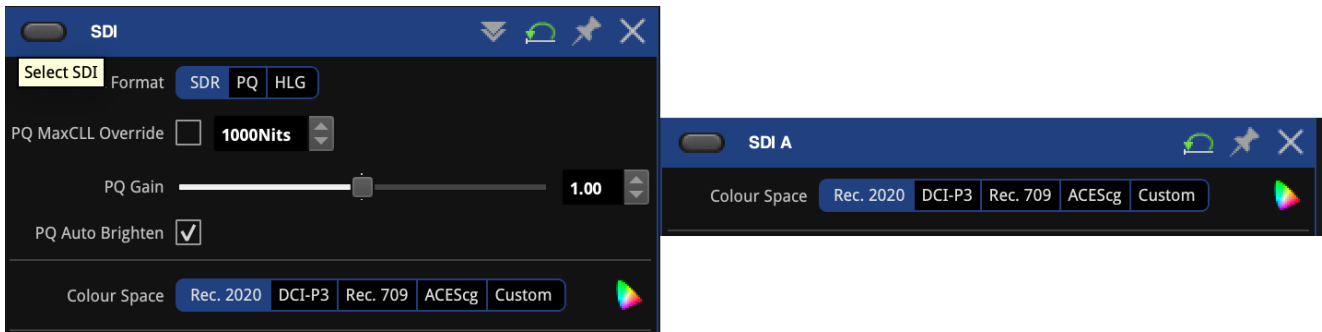 SDI
Select SDI
Format SDR PQ HLG
PQ MaxCLL Override 1000Nits
PQ Gain 1.00
PQ Auto Brighten
Colour Space Rec. 2020 DCI-P3 Rec. 709 ACEScg Custom
SDI A
Colour Space Rec. 2020 DCI-P3 Rec. 709 ACEScg Custom